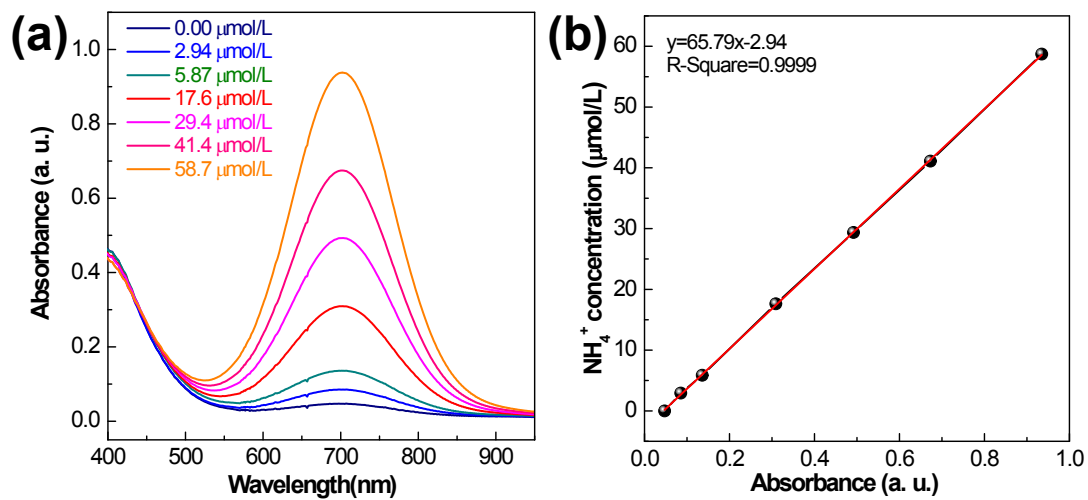 (a)
0.00 μmol/L
2.94 μmol/L
5.87 μmol/L
17.6 μmol/L
29.4 μmol/L
41.4 μmol/L
58.7 μmol/L
1.0
0.8
0.6
0.4
0.2
0.0
Absorbance (a. u.)
400 500 600 700 800 900
Wavelength(nm)
(b)
y=65.79x-2.94
R-Square=0.9999
60
50
40
30
20
10
0
NH₄⁺ concentration (μmol/L)
0.0 0.2 0.4 0.6 0.8 1.0
Absorbance (a. u.)